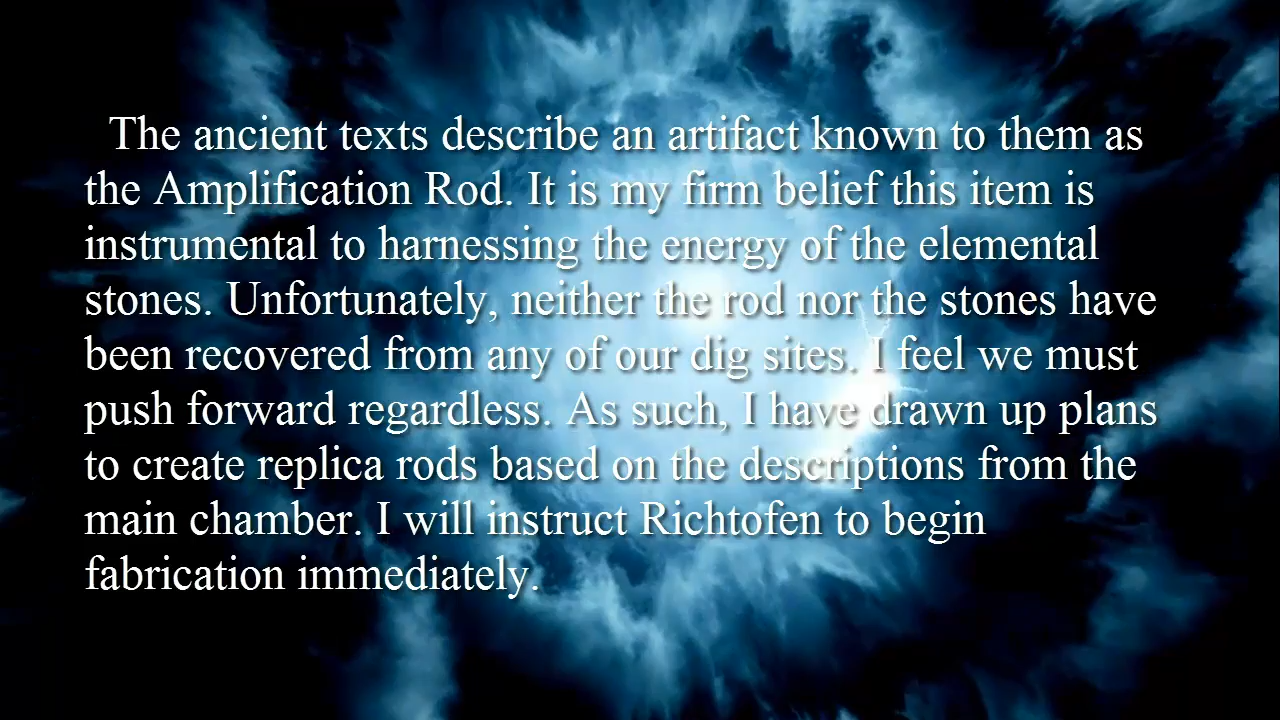 The ancient texts describe an artifact known to them as
the Amplification Rod. It is my firm belief this item is
instrumental to harnessing the energy of the elemental
stones. Unfortunately, neither the rod nor the stones have
been recovered from any of our dig sites. I feel we must
push forward regardless. As such, I have drawn up plans
to create replica rods based on the descriptions from the
main chamber. I will instruct Richtofen to begin
fabrication immediately.